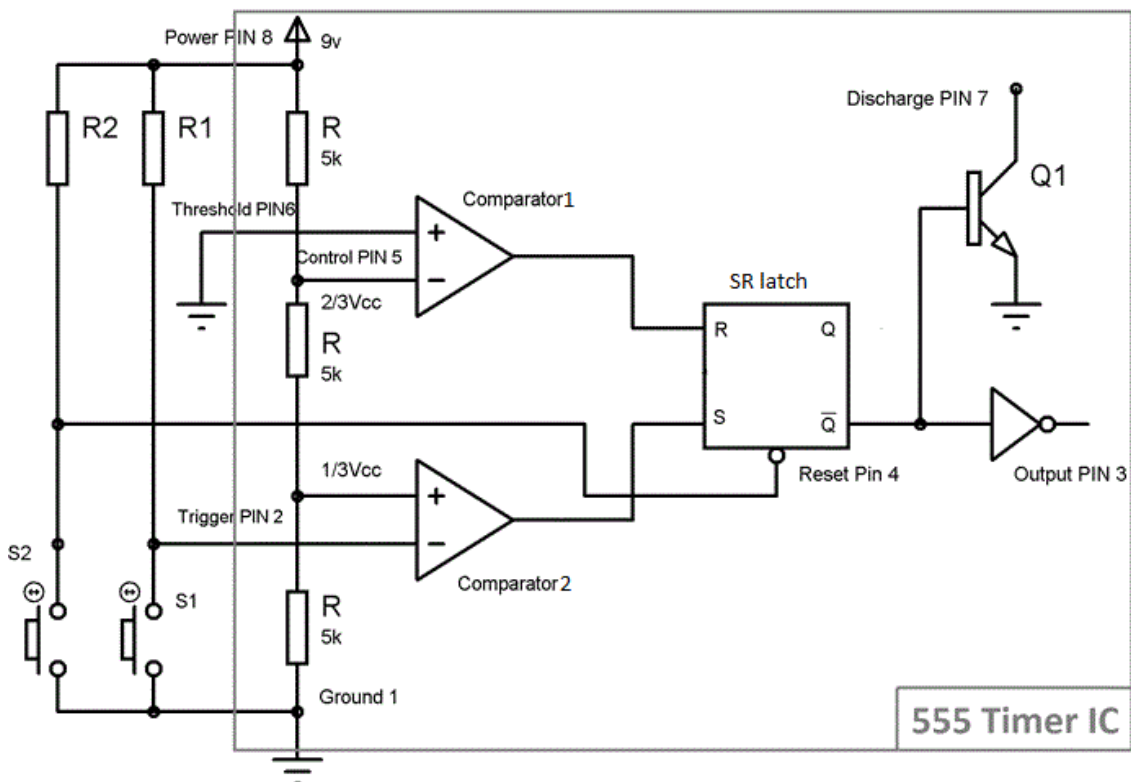 Power PIN 8
9v
R2
R1
R
5k
Discharge PIN 7
Q1
Threshold PIN6
Comparator1
+
−
Control PIN 5
2/3Vcc
R
5k
SR latch
R
Q
S
Q̅
Reset Pin 4
Output PIN 3
1/3Vcc
+
−
Trigger PIN 2
Comparator2
S2
S1
R
5k
Ground 1
555 Timer IC